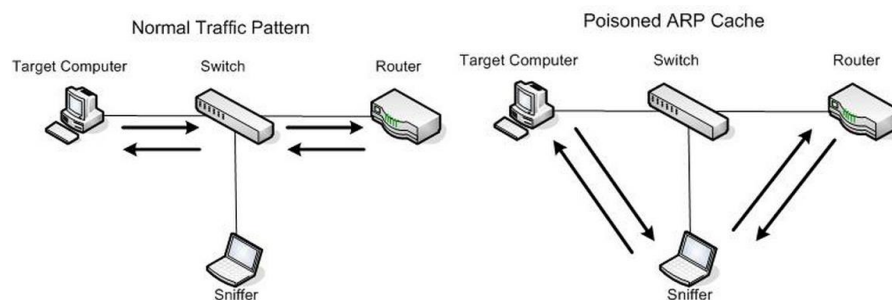 Normal Traffic Pattern
Target Computer
Switch
Router
Sniffer
Poisoned ARP Cache
Target Computer
Switch
Router
Sniffer